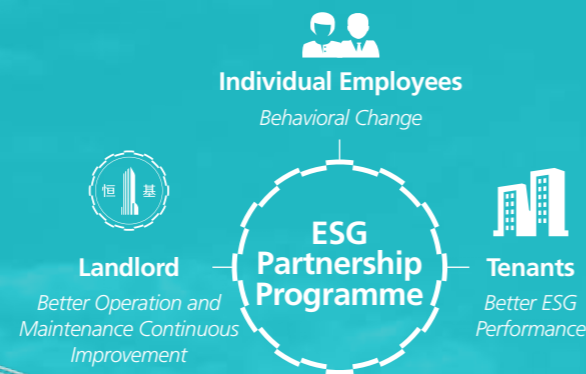 Individual Employees
Behavioral Change
恒 基
ESG
Partnership
Programme
Landlord
Better Operation and
Maintenance Continuous
Improvement
Tenants
Better ESG
Performance